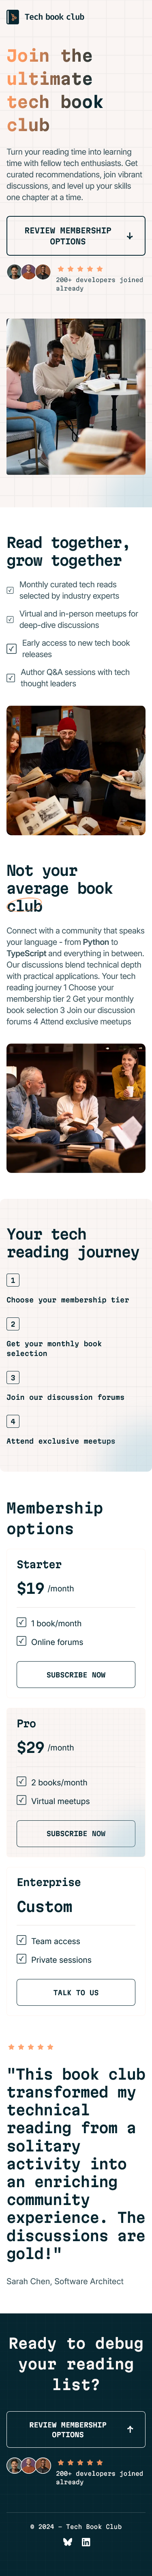 Tech book club
Join the
ultimate
tech book
club
Turn your reading time into learning
time with fellow tech enthusiasts. Get
curated recommendations, join vibrant
discussions, and level up your skills
one chapter at a time.
REVIEW MEMBERSHIP
OPTIONS
200+ developers joined
already
Read together,
grow together
Monthly curated tech reads
selected by industry experts
Virtual and in-person meetups for
deep-dive discussions
Early access to new tech book
releases
Author Q&A sessions with tech
thought leaders
Not your
average book
club
Connect with a community that speaks
your language - from Python to
TypeScript and everything in between.
Our discussions blend technical depth
with practical applications. Your tech
reading journey 1 Choose your
membership tier 2 Get your monthly
book selection 3 Join our discussion
forums 4 Attend exclusive meetups
Your tech
reading journey
1
Choose your membership tier
2
Get your monthly book
selection
3
Join our discussion forums
4
Attend exclusive meetups
Membership
options
Starter
$19 /month
1 book/month
Online forums
SUBSCRIBE NOW
Pro
$29 /month
2 books/month
Virtual meetups
SUBSCRIBE NOW
Enterprise
Custom
Team access
Private sessions
TALK TO US
"This book club
transformed my
technical
reading from a
solitary
activity into
an enriching
community
experience. The
discussions are
gold!"
Sarah Chen, Software Architect
Ready to debug
your reading
list?
REVIEW MEMBERSHIP
OPTIONS
200+ developers joined
already
© 2024 - Tech Book Club